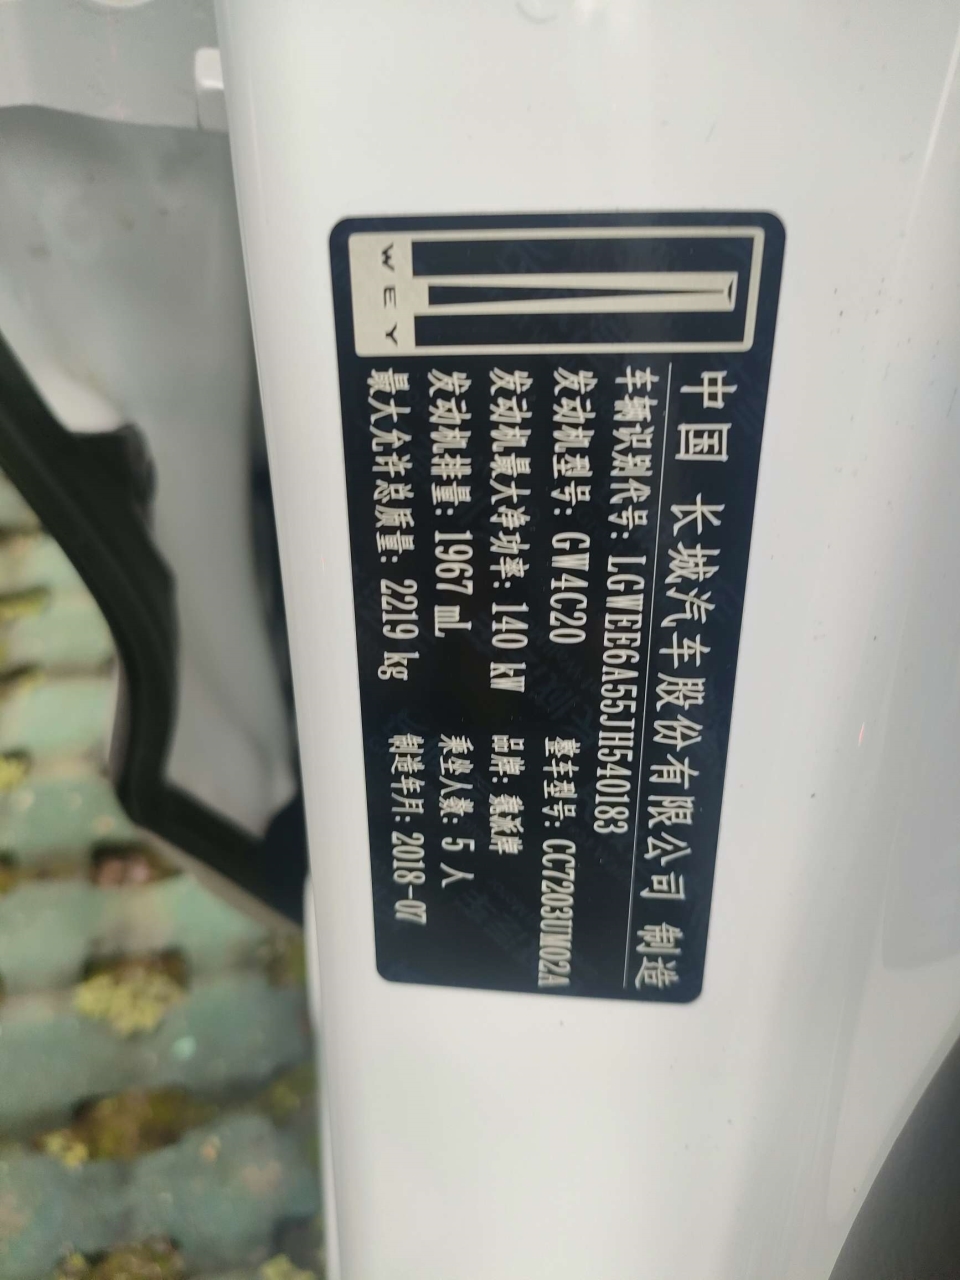 WEY
中国 长城汽车股份有限公司 制造
车辆识别代号: LGWEE6A55JH540183
发动机型号: GW4C20
整车型号: CC7203UM02A
发动机最大净功率: 140 kW
品牌: 魏派牌
发动机排量: 1967 mL
乘坐人数: 5 人
最大允许总质量: 2219 kg
制造年月: 2018-07